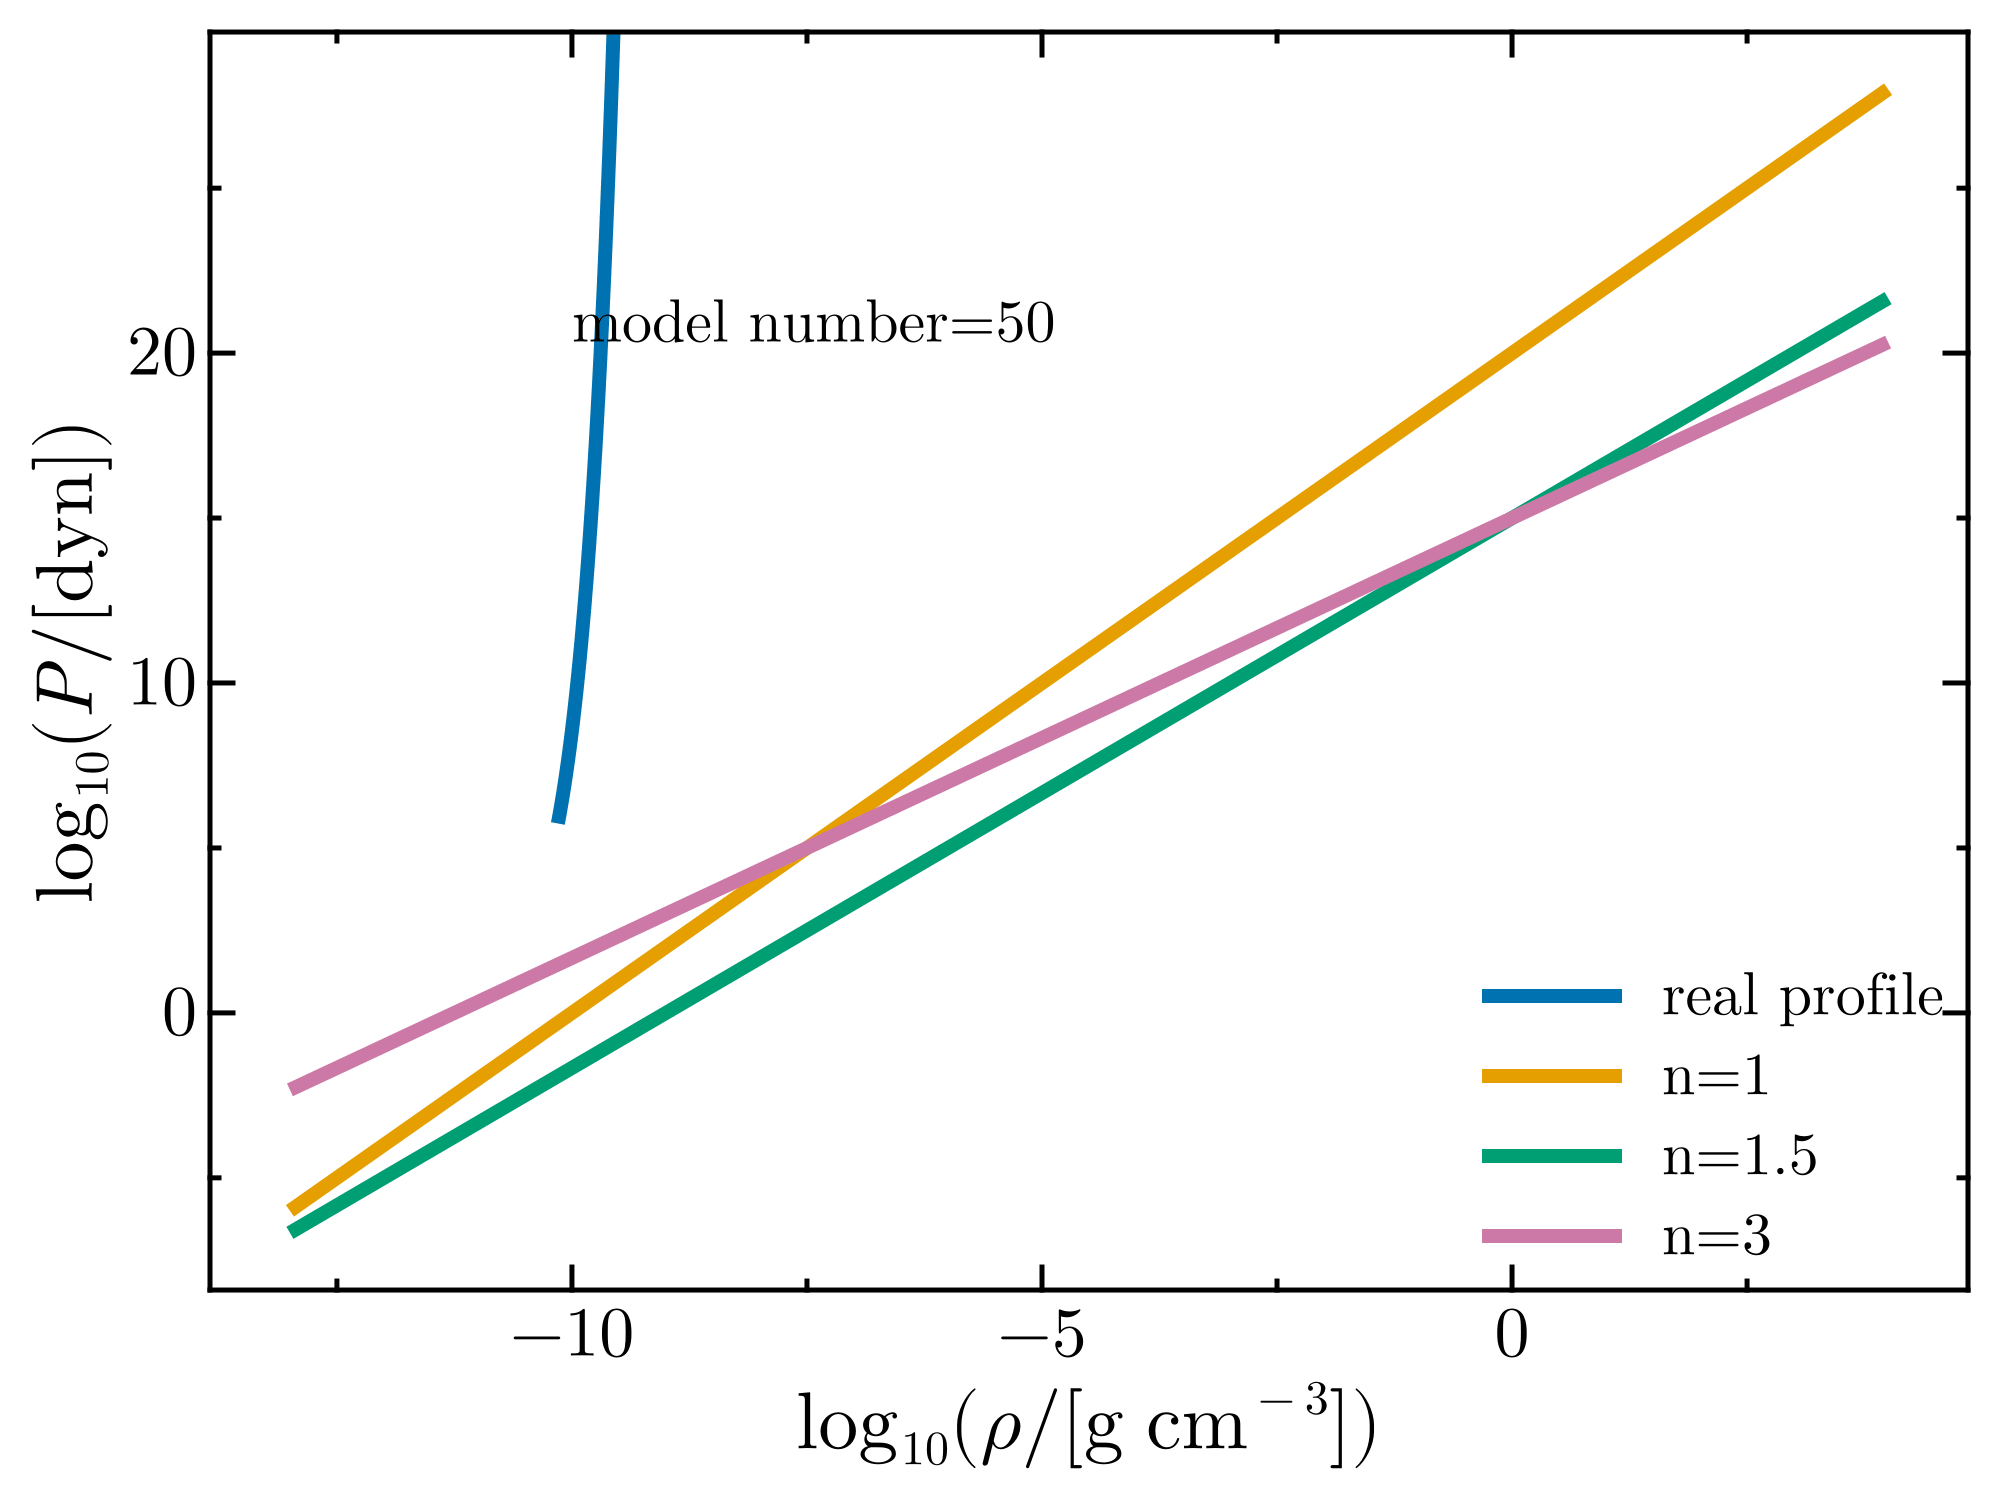 model number=50
20
10
0
log₁₀(P/[dyn])
real profile
n=1
n=1.5
n=3
−10
−5
0
log₁₀(ρ/[g cm⁻³])